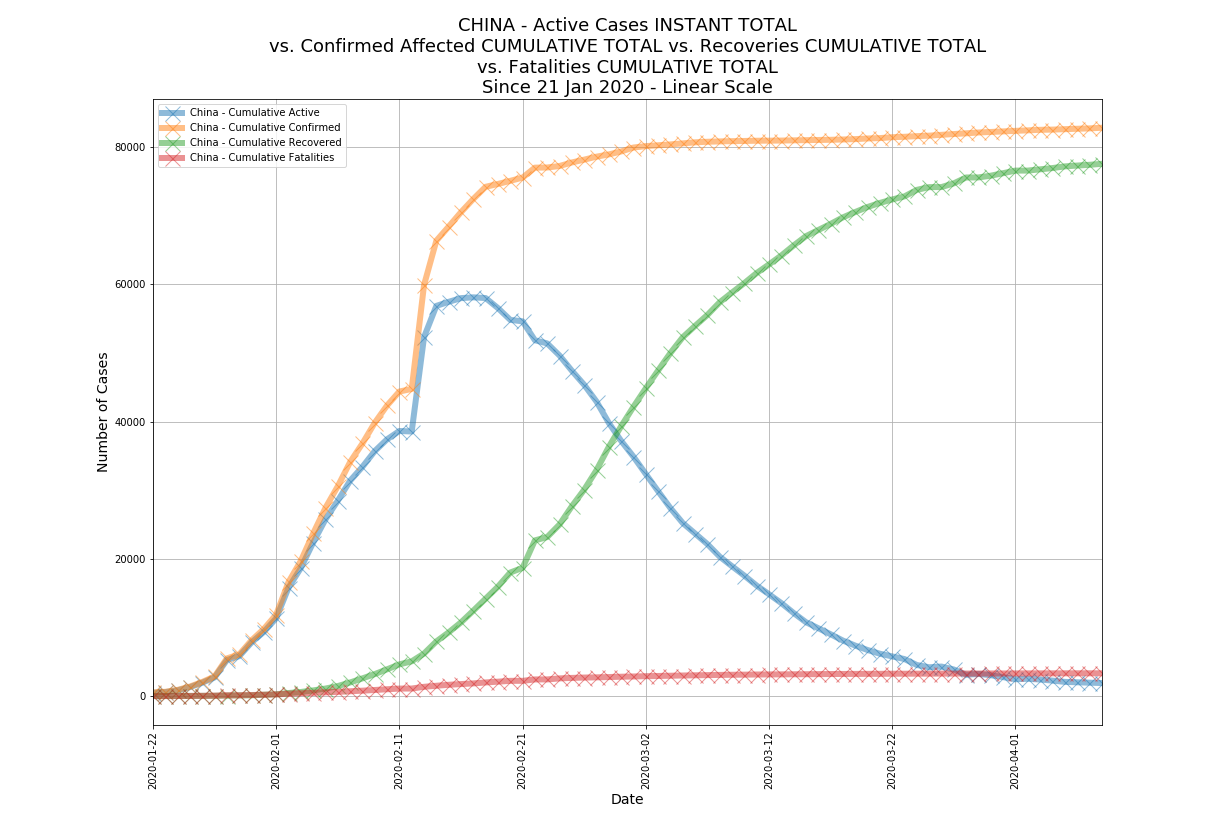 CHINA - Active Cases INSTANT TOTAL
vs. Confirmed Affected CUMULATIVE TOTAL vs. Recoveries CUMULATIVE TOTAL
vs. Fatalities CUMULATIVE TOTAL
Since 21 Jan 2020 - Linear Scale
China - Cumulative Active
China - Cumulative Confirmed
China - Cumulative Recovered
China - Cumulative Fatalities
80000
60000
40000
20000
0
Number of Cases
2020-01-22
2020-02-01
2020-02-11
2020-02-21
2020-03-02
2020-03-12
2020-03-22
2020-04-01
Date